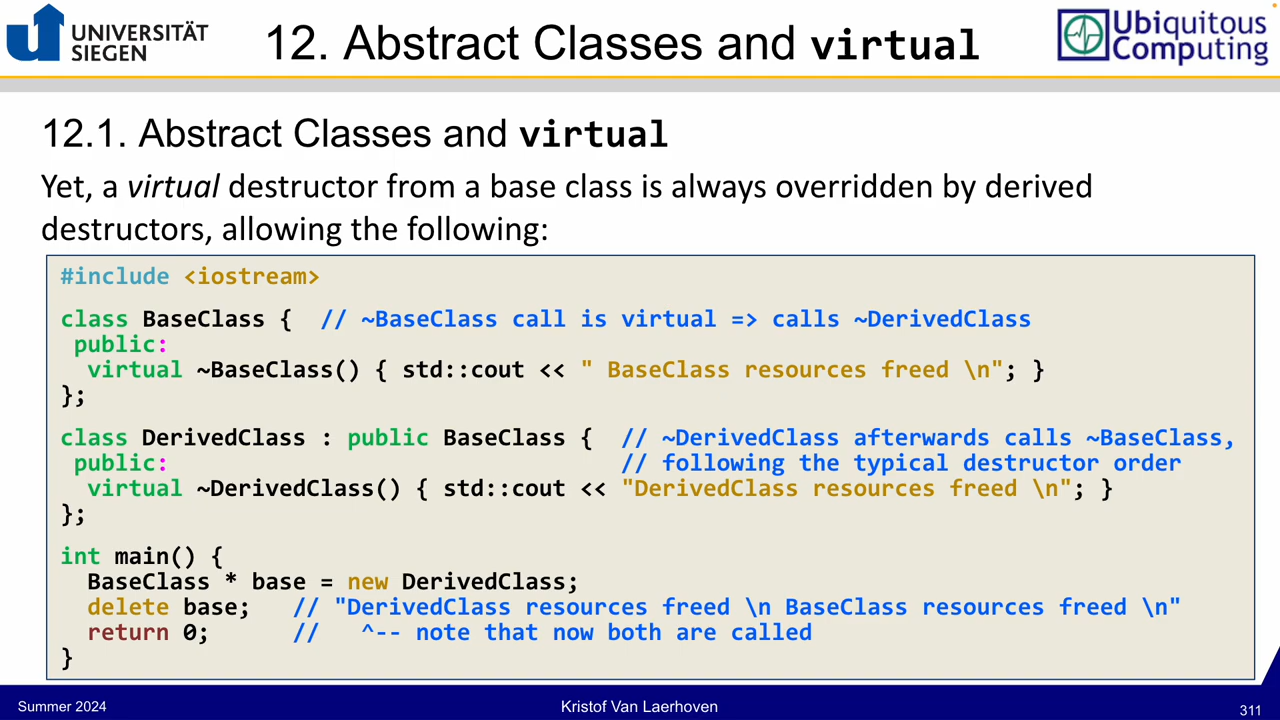 UNIVERSITÄT
SIEGEN
12. Abstract Classes and virtual
Ubiquitous
Computing
12.1. Abstract Classes and virtual
Yet, a virtual destructor from a base class is always overridden by derived
destructors, allowing the following:
#include <iostream>
class BaseClass {  // ~BaseClass call is virtual => calls ~DerivedClass
 public:
  virtual ~BaseClass() { std::cout << " BaseClass resources freed \n"; }
};
class DerivedClass : public BaseClass {  // ~DerivedClass afterwards calls ~BaseClass,
 public:                                 // following the typical destructor order
  virtual ~DerivedClass() { std::cout << "DerivedClass resources freed \n"; }
};
int main() {
  BaseClass * base = new DerivedClass;
  delete base;   // "DerivedClass resources freed \n BaseClass resources freed \n"
  return 0;      //   ^-- note that now both are called
}
Summer 2024
Kristof Van Laerhoven
311